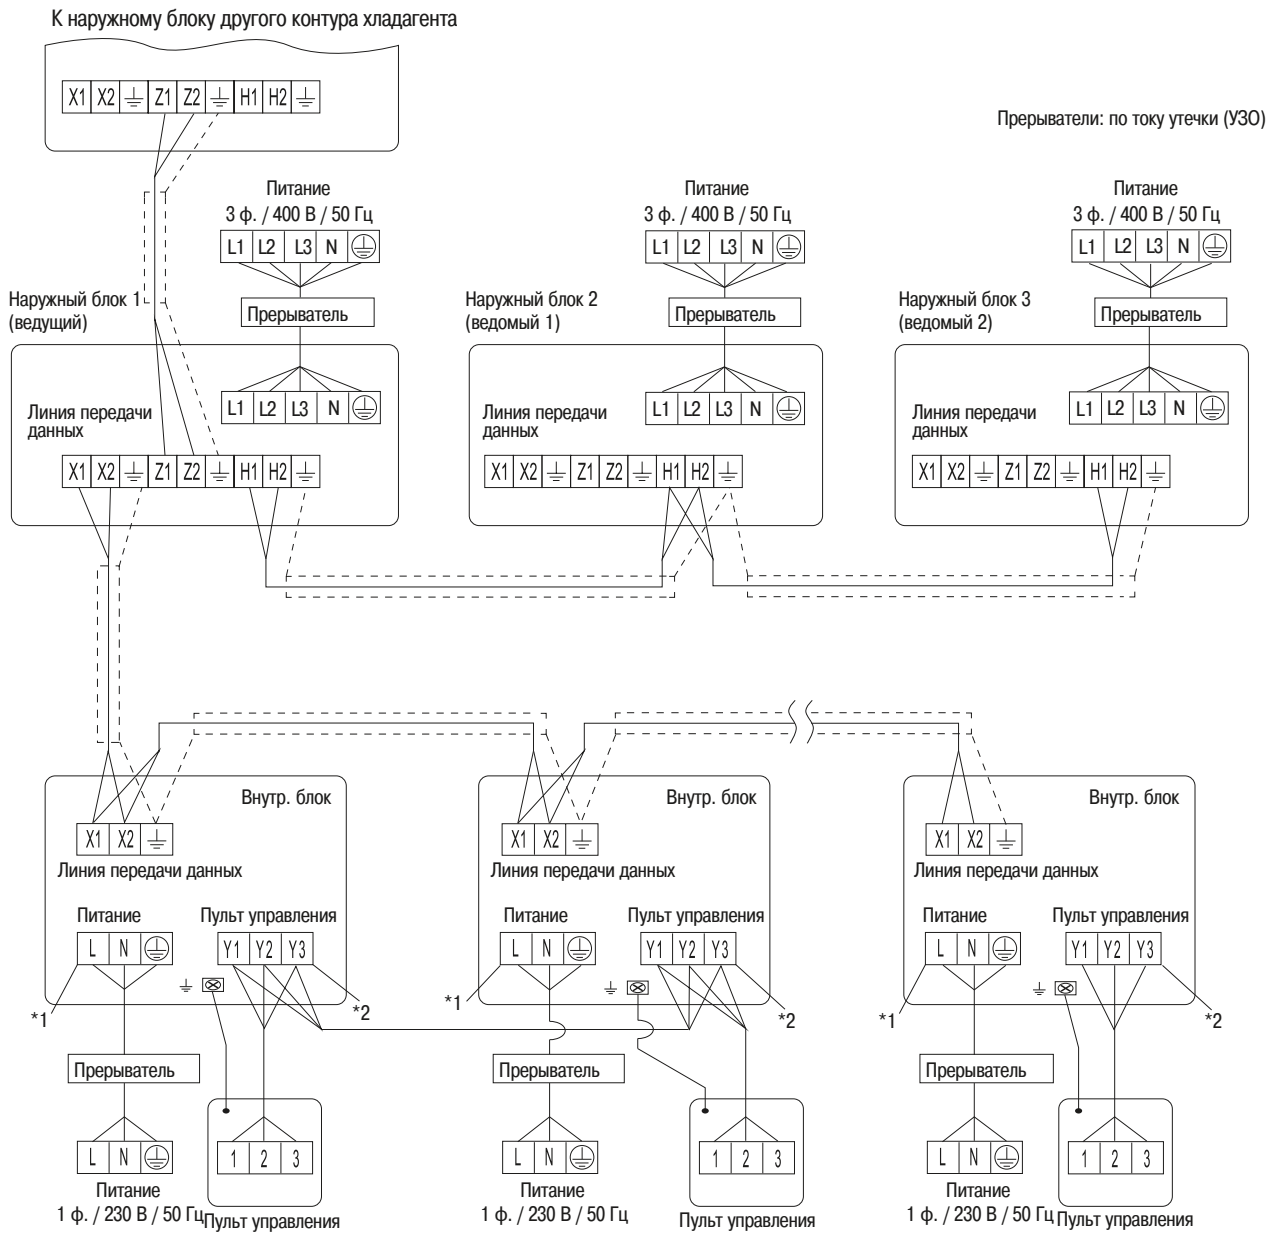 К наружному блоку другого контура хладагента
X1 X2 Z1 Z2 H1 H2
Прерыватели: по току утечки (УЗО)
Питание
3 ф. / 400 В / 50 Гц
L1 L2 L3 N
Питание
3 ф. / 400 В / 50 Гц
L1 L2 L3 N
Питание
3 ф. / 400 В / 50 Гц
L1 L2 L3 N
Наружный блок 1
(ведущий)
Прерыватель
Наружный блок 2
(ведомый 1)
Прерыватель
Наружный блок 3
(ведомый 2)
Прерыватель
L1 L2 L3 N
Линия передачи
данных
X1 X2 Z1 Z2 H1 H2
L1 L2 L3 N
Линия передачи
данных
X1 X2 Z1 Z2 H1 H2
L1 L2 L3 N
Линия передачи
данных
X1 X2 Z1 Z2 H1 H2
Внутр. блок
X1 X2
Линия передачи данных
Питание
Пульт управления
L N
Y1 Y2 Y3
*1
*2
Прерыватель
L N
1 2 3
Питание
1 ф. / 230 В / 50 Гц
Пульт управления
Внутр. блок
X1 X2
Линия передачи данных
Питание
Пульт управления
L N
Y1 Y2 Y3
*1
*2
Прерыватель
L N
1 2 3
Питание
1 ф. / 230 В / 50 Гц
Пульт управления
Внутр. блок
X1 X2
Линия передачи данных
Питание
Пульт управления
L N
Y1 Y2 Y3
*1
*2
Прерыватель
L N
1 2 3
Питание
1 ф. / 230 В / 50 Гц
Пульт управления